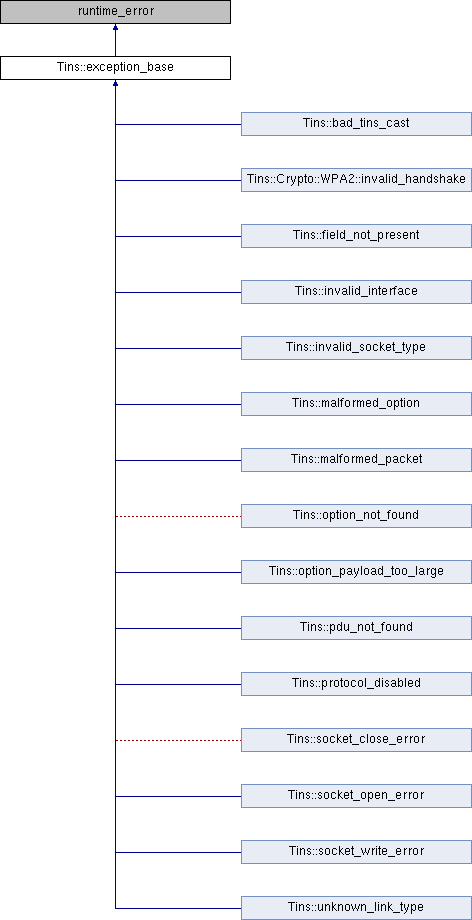 runtime_error
Tins::exception_base
Tins::bad_tins_cast
Tins::Crypto::WPA2::invalid_handshake
Tins::field_not_present
Tins::invalid_interface
Tins::invalid_socket_type
Tins::malformed_option
Tins::malformed_packet
Tins::option_not_found
Tins::option_payload_too_large
Tins::pdu_not_found
Tins::protocol_disabled
Tins::socket_close_error
Tins::socket_open_error
Tins::socket_write_error
Tins::unknown_link_type